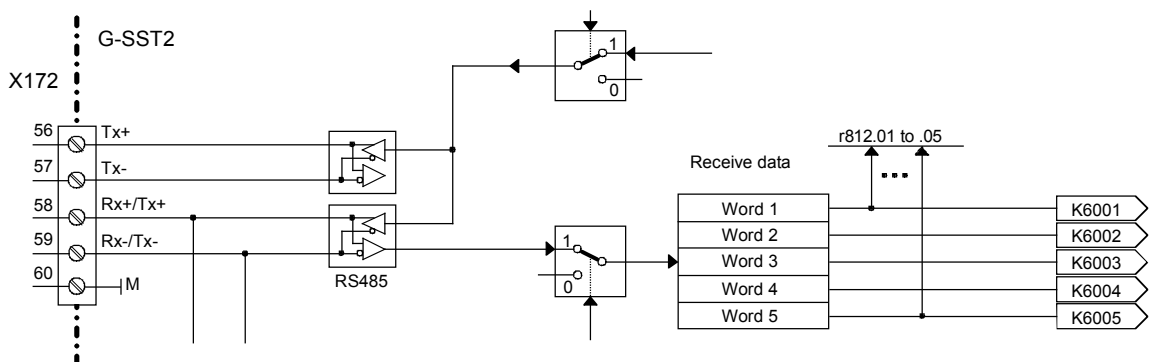 G-SST2
X172
1
0
56 Tx+
57 Tx-
58 Rx+/Tx+
59 Rx-/Tx-
60 M
RS485
1
0
r812.01 to .05
Receive data
Word 1 K6001
Word 2 K6002
Word 3 K6003
Word 4 K6004
Word 5 K6005